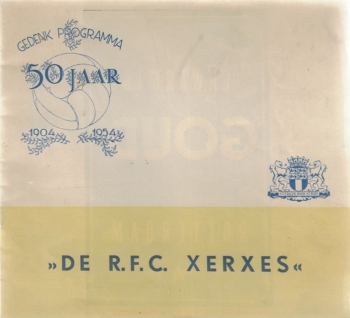 GEDENK PROGRAMMA
50 JAAR
1904 1954
»DE R.F.C. XERXES«